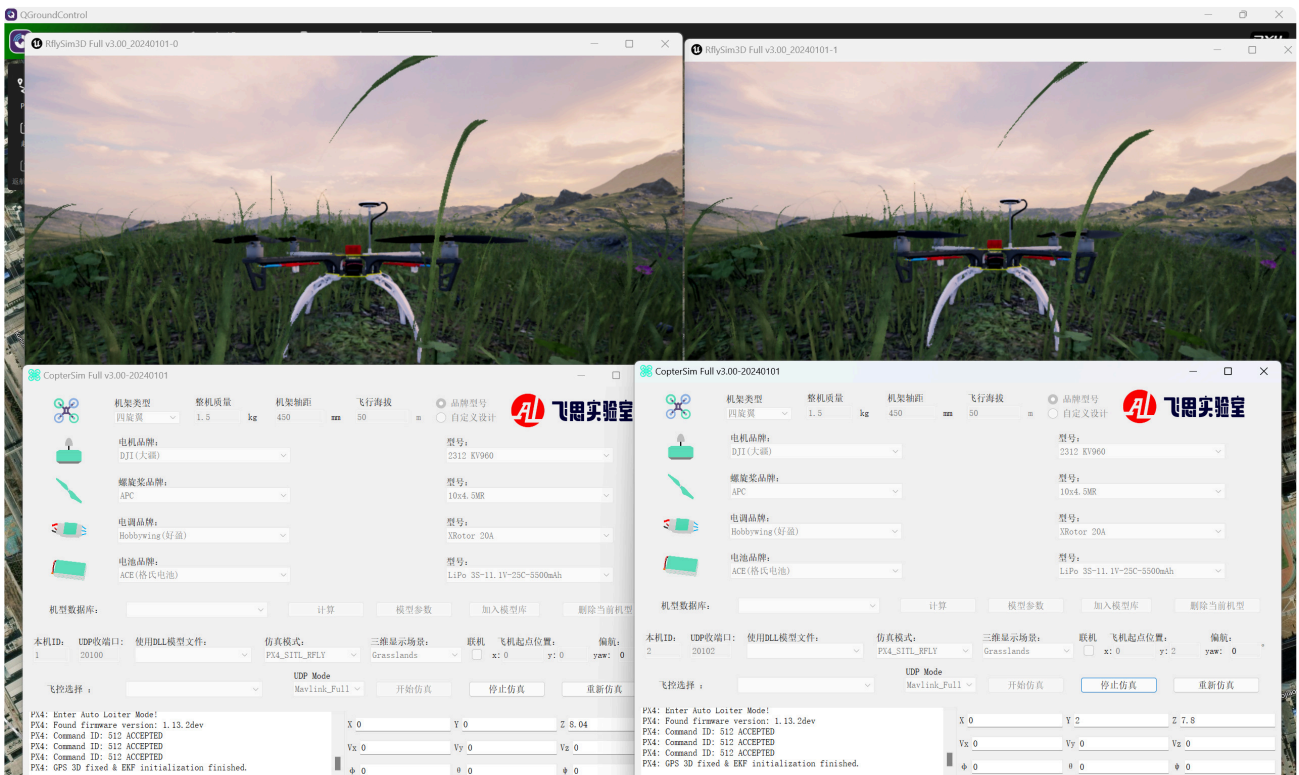 QGroundControl
RflySim3D Full v3.00_20240101-0
RflySim3D Full v3.00_20240101-1
CopterSim Full v3.00-20240101
机架类型 整机质量 机架轴距 飞行海拔 品牌型号
四旋翼 1.5 kg 450 mm 50 m 自定义设计
飞思实验室
电机品牌: 型号:
DJI(大疆) 2312 KV960
螺旋桨品牌: 型号:
APC 10x4.5MR
电调品牌: 型号:
Hobbywing(好盈) XRotor 20A
电池品牌: 型号:
ACE(格氏电池) LiPo 3S-11.1V-25C-5500mAh
机型数据库: 计算 模型参数 加入模型库 删除当前机型
本机ID: UDP收端口: 使用DLL模型文件: 仿真模式: 三维显示场景: 联机 飞机起点位置: 偏航:
1 20100 PX4_SITL_RFLY Grasslands x: 0 y: 0 yaw: 0
UDP Mode
飞控选择 : Mavlink_Full 开始仿真 停止仿真 重新仿真
PX4: Enter Auto Loiter Mode!
PX4: Found firmware version: 1.13.2dev
PX4: Command ID: 512 ACCEPTED
PX4: Command ID: 512 ACCEPTED
PX4: Command ID: 512 ACCEPTED
PX4: GPS 3D fixed & EKF initialization finished.
X 0 Y 0 Z 8.04
Vx 0 Vy 0 Vz 0
ϕ 0 θ 0 ψ 0
CopterSim Full v3.00-20240101
机架类型 整机质量 机架轴距 飞行海拔 品牌型号
四旋翼 1.5 kg 450 mm 50 m 自定义设计
飞思实验室
电机品牌: 型号:
DJI(大疆) 2312 KV960
螺旋桨品牌: 型号:
APC 10x4.5MR
电调品牌: 型号:
Hobbywing(好盈) XRotor 20A
电池品牌: 型号:
ACE(格氏电池) LiPo 3S-11.1V-25C-5500mAh
机型数据库: 计算 模型参数 加入模型库 删除当前机型
本机ID: UDP收端口: 使用DLL模型文件: 仿真模式: 三维显示场景: 联机 飞机起点位置: 偏航:
2 20102 PX4_SITL_RFLY Grasslands x: 0 y: 2 yaw: 0 °
UDP Mode
飞控选择 : Mavlink_Full 开始仿真 停止仿真 重新仿真
PX4: Enter Auto Loiter Mode!
PX4: Found firmware version: 1.13.2dev
PX4: Command ID: 512 ACCEPTED
PX4: Command ID: 512 ACCEPTED
PX4: Command ID: 512 ACCEPTED
PX4: GPS 3D fixed & EKF initialization finished.
X 0 Y 2 Z 7.8
Vx 0 Vy 0 Vz 0
ϕ 0 θ 0 ψ 0